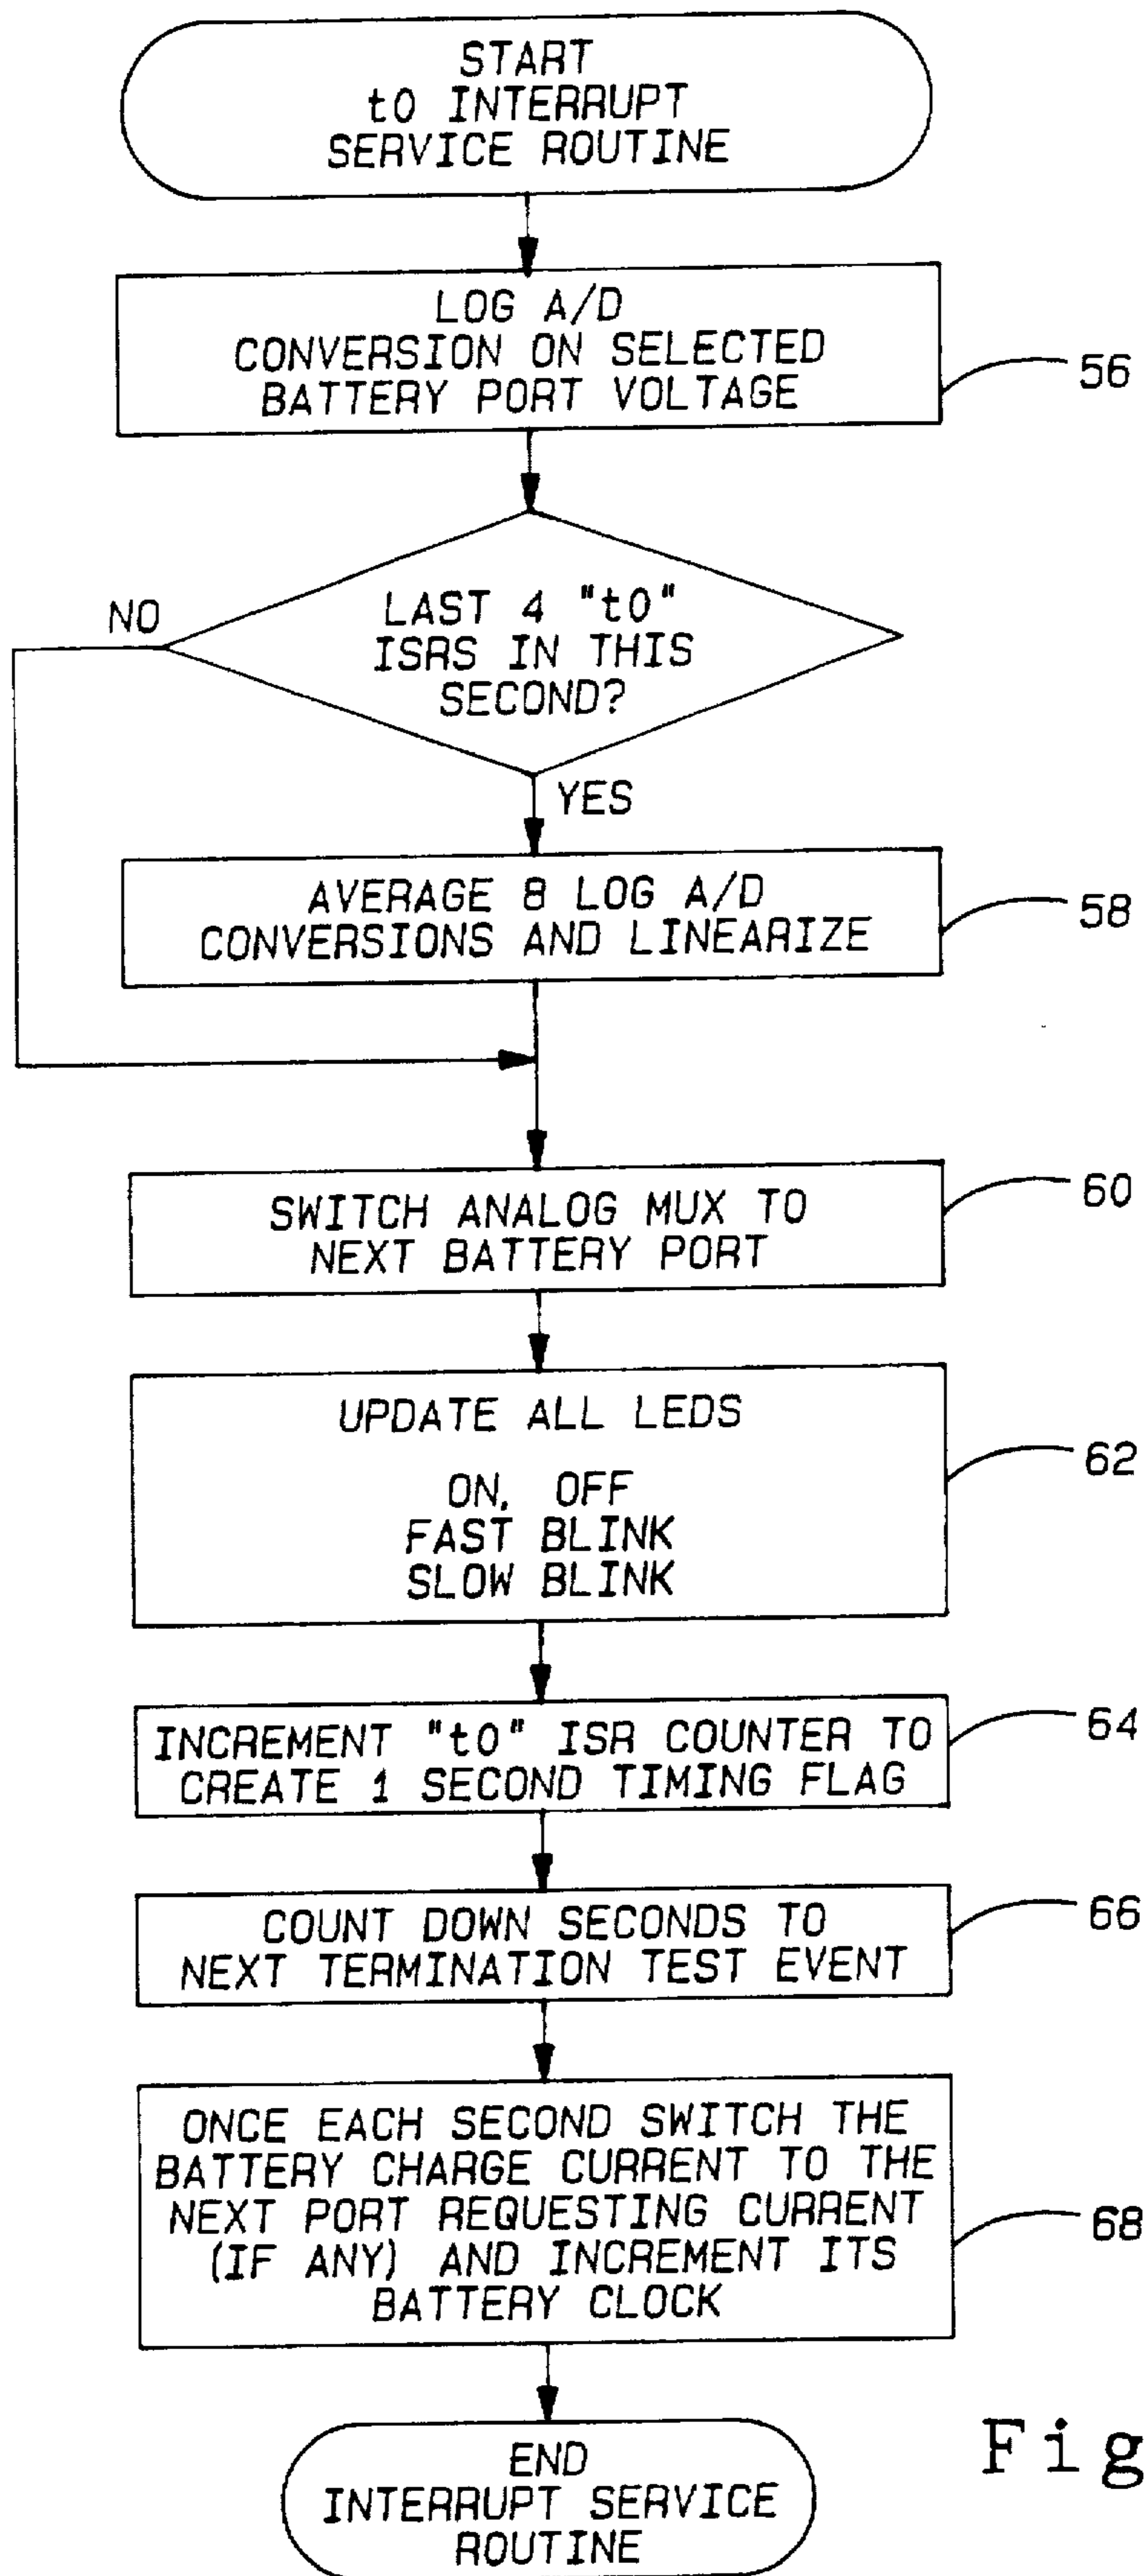 START
t0 INTERRUPT
SERVICE ROUTINE
LOG A/D
CONVERSION ON SELECTED
BATTERY PORT VOLTAGE
56
LAST 4 "t0"
ISRS IN THIS
SECOND?
NO
YES
AVERAGE 8 LOG A/D
CONVERSIONS AND LINEARIZE
58
SWITCH ANALOG MUX TO
NEXT BATTERY PORT
60
UPDATE ALL LEDS
ON, OFF
FAST BLINK
SLOW BLINK
62
INCREMENT "t0" ISR COUNTER TO
CREATE 1 SECOND TIMING FLAG
64
COUNT DOWN SECONDS TO
NEXT TERMINATION TEST EVENT
66
ONCE EACH SECOND SWITCH THE
BATTERY CHARGE CURRENT TO THE
NEXT PORT REQUESTING CURRENT
(IF ANY) AND INCREMENT ITS
BATTERY CLOCK
68
END
INTERRUPT SERVICE
ROUTINE
Fig